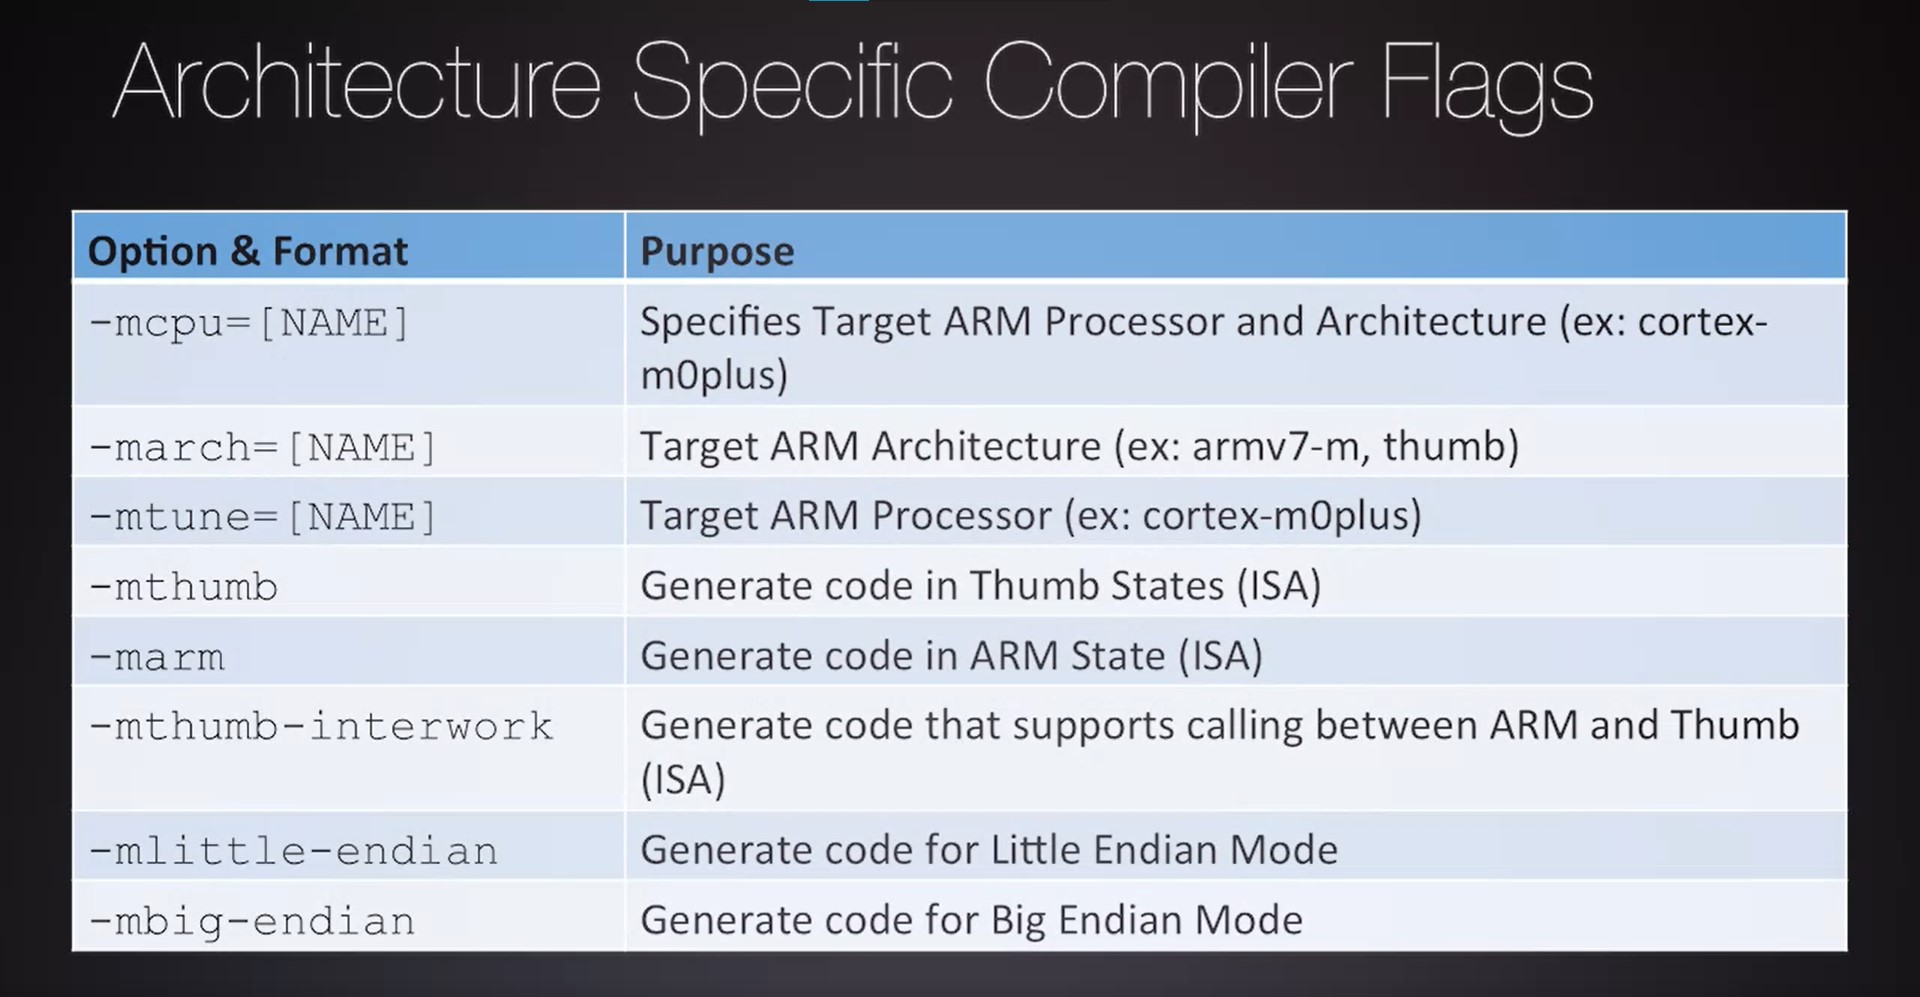 Architecture Specific Compiler Flags
Option & Format
Purpose
-mcpu=[NAME]
Specifies Target ARM Processor and Architecture (ex: cortex-
m0plus)
-march=[NAME]
Target ARM Architecture (ex: armv7-m, thumb)
-mtune=[NAME]
Target ARM Processor (ex: cortex-m0plus)
-mthumb
Generate code in Thumb States (ISA)
-marm
Generate code in ARM State (ISA)
-mthumb-interwork
Generate code that supports calling between ARM and Thumb
(ISA)
-mlittle-endian
Generate code for Little Endian Mode
-mbig-endian
Generate code for Big Endian Mode